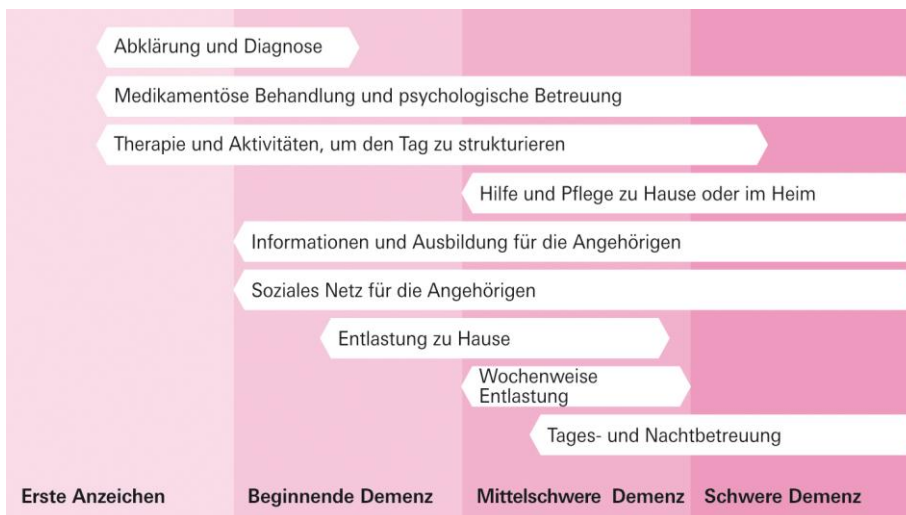 Abklärung und Diagnose
Medikamentöse Behandlung und psychologische Betreuung
Therapie und Aktivitäten, um den Tag zu strukturieren
Hilfe und Pflege zu Hause oder im Heim
Informationen und Ausbildung für die Angehörigen
Soziales Netz für die Angehörigen
Entlastung zu Hause
Wochenweise
Entlastung
Tages- und Nachtbetreuung
Erste Anzeichen Beginnende Demenz Mittelschwere Demenz Schwere Demenz